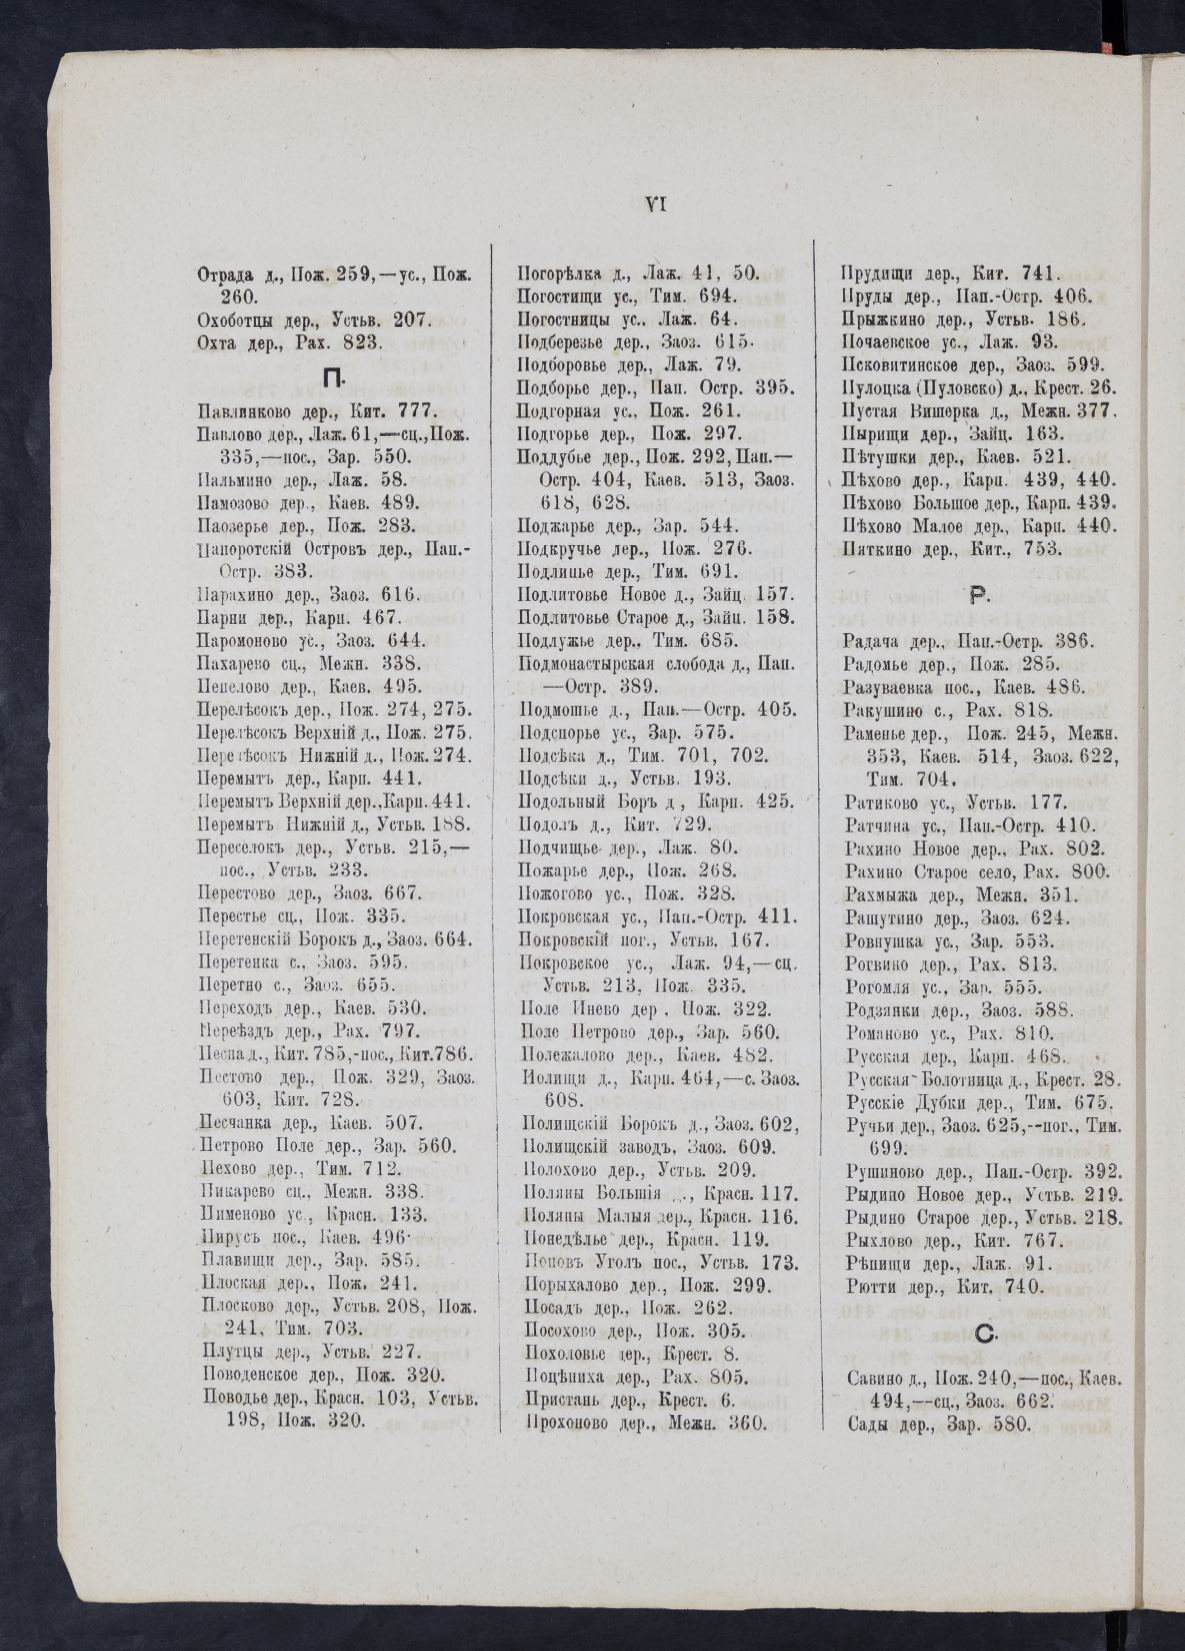 VI
Отрада д., Пож. 259,—ус., Пож.
260.
Охоботцы дер., Устьв. 207.
Охта дер., Рах. 823.
П.
Павлинково дер., Кит. 777.
Павлово дер., Лаж. 61,—сц., Пож.
335,—пос., Зар. 550.
Пальмино дер., Лаж. 58.
Памозово дер., Каев. 489.
Паозерье дер., Пож. 283.
Папоротскій Островъ дер., Пап.-
Остр. 383.
Парахино дер., Заоз. 616.
Парни дер., Карп. 467.
Паромоново ус., Заоз. 644.
Пахарево сц., Межн. 338.
Пепелово дер., Каев. 495.
Перелѣсокъ дер., Пож. 274, 275.
Перелѣсокъ Верхній д., Пож. 275.
Перелѣсокъ Нижній д., Пож. 274.
Перемытъ дер., Карп. 441.
Перемытъ Верхній дер., Карп. 441.
Перемытъ Нижній д., Устьв. 188.
Переселокъ дер., Устьв. 215,—
пос., Устьв. 233.
Перестово дер., Заоз. 667.
Перестье сц., Пож. 335.
Перетенскій Борокъ д., Заоз. 664.
Перетенка с., Заоз. 595.
Перетно с., Заоз. 655.
Переходъ дер., Каев. 530.
Переѣздъ дер., Рах. 797.
Песпа д., Кит. 785,-пос., Кит. 786.
Пестово дер., Пож. 329, Заоз.
603, Кит. 728.
Песчанка дер., Каев. 507.
Петрово Поле дер., Зар. 560.
Пехово дер., Тим. 712.
Пикарево сц., Межн. 338.
Пименово ус., Красн. 133.
Пирусъ пос., Каев. 496.
Плавищи дер., Зар. 585.
Плоская дер., Пож. 241.
Плосково дер., Устьв. 208, Пож.
241, Тим. 703.
Плутцы дер., Устьв. 227.
Поводенское дер., Пож. 320.
Поводье дер., Красн. 103, Устьв.
198, Пож. 320.
Погорѣлка д., Лаж. 41, 50.
Погостищи ус., Тим. 694.
Погостницы ус., Лаж. 64.
Подберезье дер., Заоз. 615.
Подборовье дер., Лаж. 79.
Подборье дер., Пап. Остр. 395.
Подгорная ус., Пож. 261.
Подгорье дер., Пож. 297.
Поддубье дер., Пож. 292, Пап.—
Остр. 404, Каев. 513, Заоз.
618, 628.
Поджарье дер., Зар. 544.
Подкручье дер., Пож. 276.
Подлипье дер., Тим. 691.
Подлитовье Новое д., Зайц. 157.
Подлитовье Старое д., Зайц. 158.
Подлужье дер., Тим. 685.
Подмонастырская слобода д., Пап.
—Остр. 389.
Подмошье д., Пап.—Остр. 405.
Подспорье ус., Зар. 575.
Подсѣка д., Тим. 701, 702.
Подсѣки д., Устьв. 193.
Подольный Боръ д, Карп. 425.
Подолъ д., Кит. 729.
Подчищье дер., Лаж. 80.
Пожарье дер., Пож. 268.
Пожогово ус., Пож. 328.
Покровская ус., Пап.-Остр. 411.
Покровскій пог., Устьв. 167.
Покровское ус., Лаж. 94,—сц.
Устьв. 213, Пож. 335.
Поле Инево дер., Пож. 322.
Поле Петрово дер., Зар. 560.
Полежалово дер., Каев. 482.
Полищи д., Карп. 464,—с. Заоз.
608.
Полищскій Борокъ д., Заоз. 602,
Полищскій заводъ, Заоз. 609.
Полохово дер., Устьв. 209.
Поляны Большія ., Красн. 117.
Поляны Малыя дер., Красн. 116.
Понедѣлье дер., Красн. 119.
Поповъ Уголъ пос., Устьв. 173.
Порыхалово дер., Пож. 299.
Посадъ дер., Пож. 262.
Посохово дер., Пож. 305.
Похоловье дер., Крест. 8.
Поцѣпиха дер., Рах. 805.
Пристань дер., Крест. 6.
Прохоново дер., Межн. 360.
Прудищи дер., Кит. 741.
Пруды дер., Пап.-Остр. 406.
Прыжкино дер., Устьв. 186.
Почаевское ус., Лаж. 93.
Псковитинское дер., Заоз. 599.
Пулоцка (Пуловско) д., Крест. 26.
Пустая Вишерка д., Межн. 377.
Пырищи дер., Зайц. 163.
Пѣтушки дер., Каев. 521.
Пѣхово дер., Карп. 439, 440.
Пѣхово Большое дер., Карп. 439.
Пѣхово Малое дер., Карп. 440.
Пяткино дер., Кит., 753.
Р.
Радача дер., Пап.-Остр. 386.
Радомье дер., Пож. 285.
Разуваевка пос., Каев. 486.
Ракушино с., Рах. 818.
Раменье дер., Пож. 245, Межн.
353, Каев. 514, Заоз. 622,
Тим. 704.
Ратиково ус., Устьв. 177.
Ратчина ус., Пап.-Остр. 410.
Рахино Новое дер., Рах. 802.
Рахино Старое село, Рах. 800.
Рахмыжа дер., Межн. 351.
Рашутино дер., Заоз. 624.
Ровнушка ус., Зар. 553.
Рогвино дер., Рах. 813.
Рогомля ус., Зар. 555.
Родзянки дер., Заоз. 588.
Романово ус., Рах. 810.
Русская дер., Карп. 468.
Русская Болотница д., Крест. 28.
Русскіе Дубки дер., Тим. 675.
Ручьи дер., Заоз. 625,--пог., Тим.
699.
Рушиново дер., Пап.-Остр. 392.
Рыдино Новое дер., Устьв. 219.
Рыдино Старое дер., Устьв. 218.
Рыхлово дер., Кит. 767.
Рѣпищи дер., Лаж. 91.
Рютти дер., Кит. 740.
С.
Савино д., Пож. 240,—пос., Каев.
494,—сц., Заоз. 662.
Сады дер., Зар. 580.